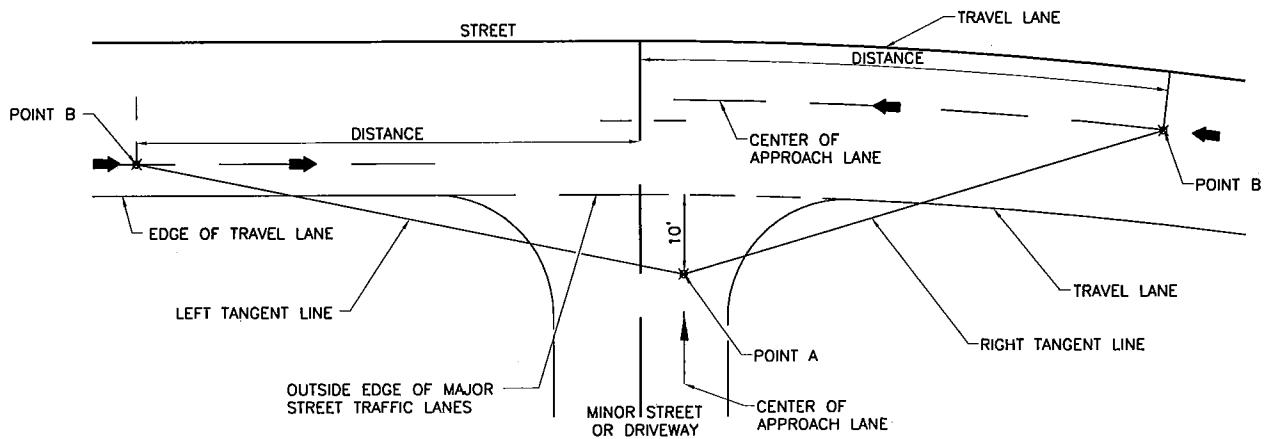 TRAVEL LANE
STREET
DISTANCE
POINT B
DISTANCE
CENTER OF
APPROACH LANE
POINT B
EDGE OF TRAVEL LANE
10'
LEFT TANGENT LINE
TRAVEL LANE
RIGHT TANGENT LINE
POINT A
OUTSIDE EDGE OF MAJOR
STREET TRAFFIC LANES
MINOR STREET
OR DRIVEWAY
CENTER OF
APPROACH LANE